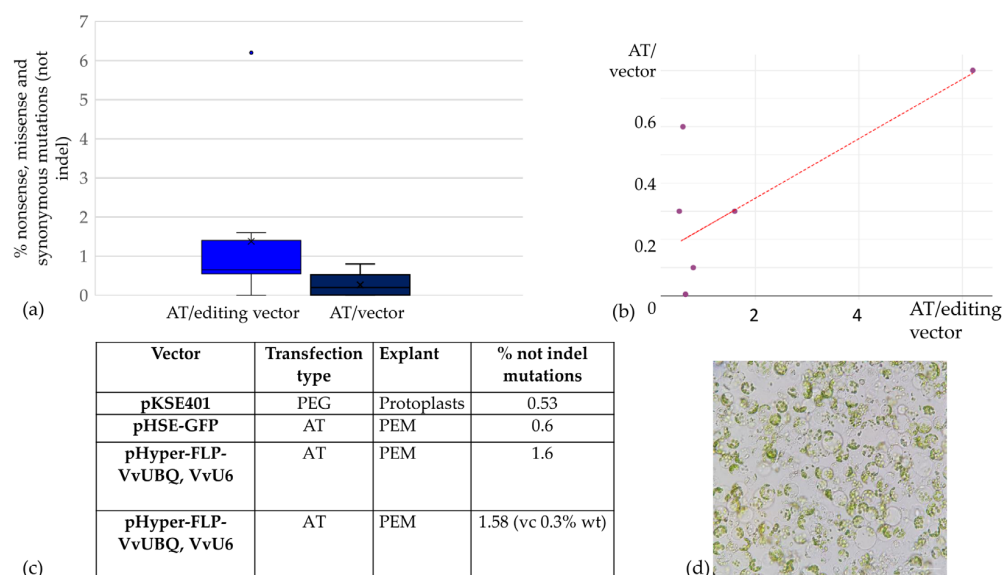 7
6
5
4
3
2
1
0
% nonsense, missense and
synonymous mutations (not
indel)
AT/editing vector
AT/vector
(a)
AT/
vector
0.6
0.4
0.2
0
2
4
AT/editing
vector
(b)
Vector
Transfection
type
Explant
% not indel
mutations
pKSE401
PEG
Protoplasts
0.53
pHSE-GFP
AT
PEM
0.6
pHyper-FLP-
VvUBQ, VvU6
AT
PEM
1.6
pHyper-FLP-
VvUBQ, VvU6
AT
PEM
1.58 (vc 0.3% wt)
(c)
(d)